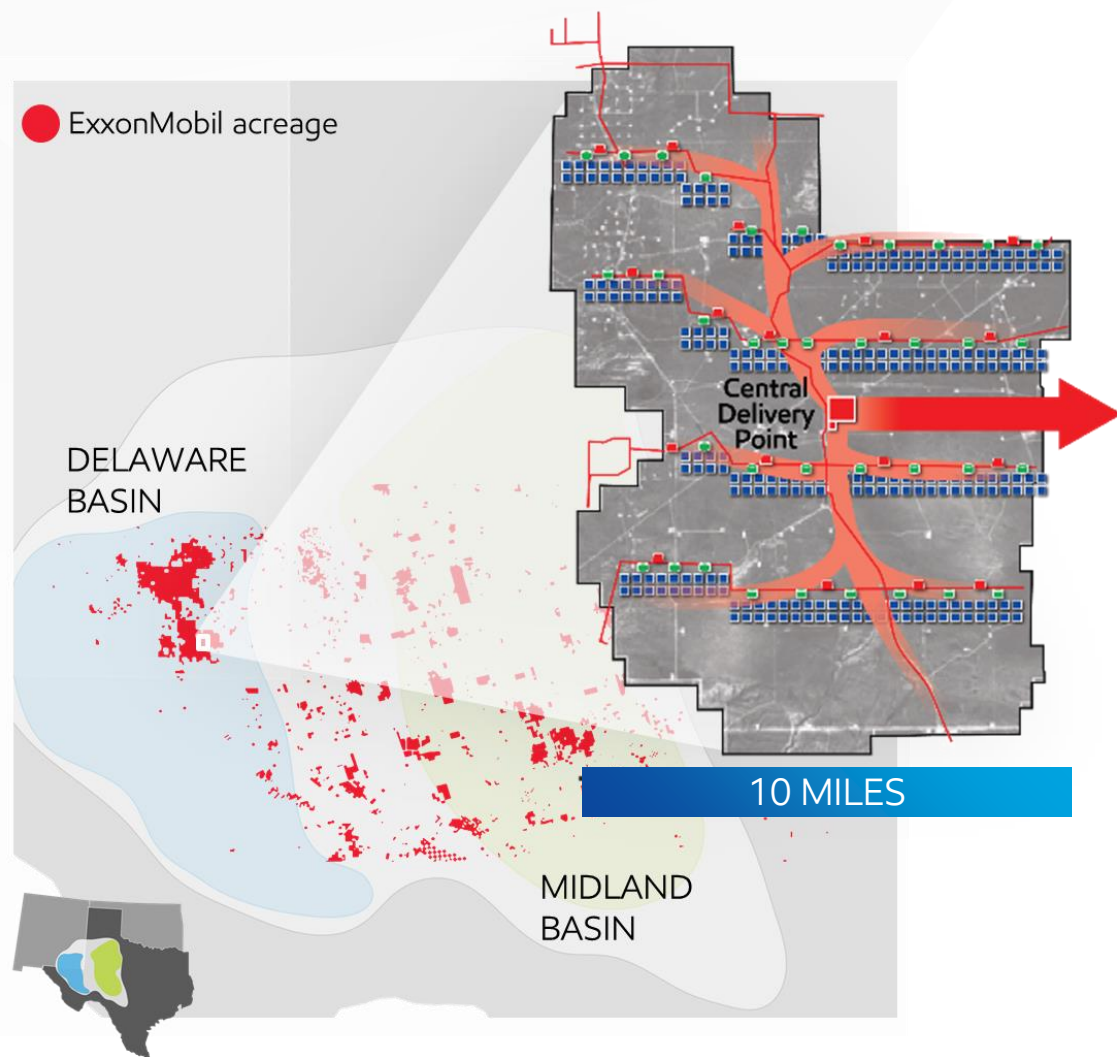 ExxonMobil acreage
Central
Delivery
Point
DELAWARE
BASIN
10 MILES
MIDLAND
BASIN